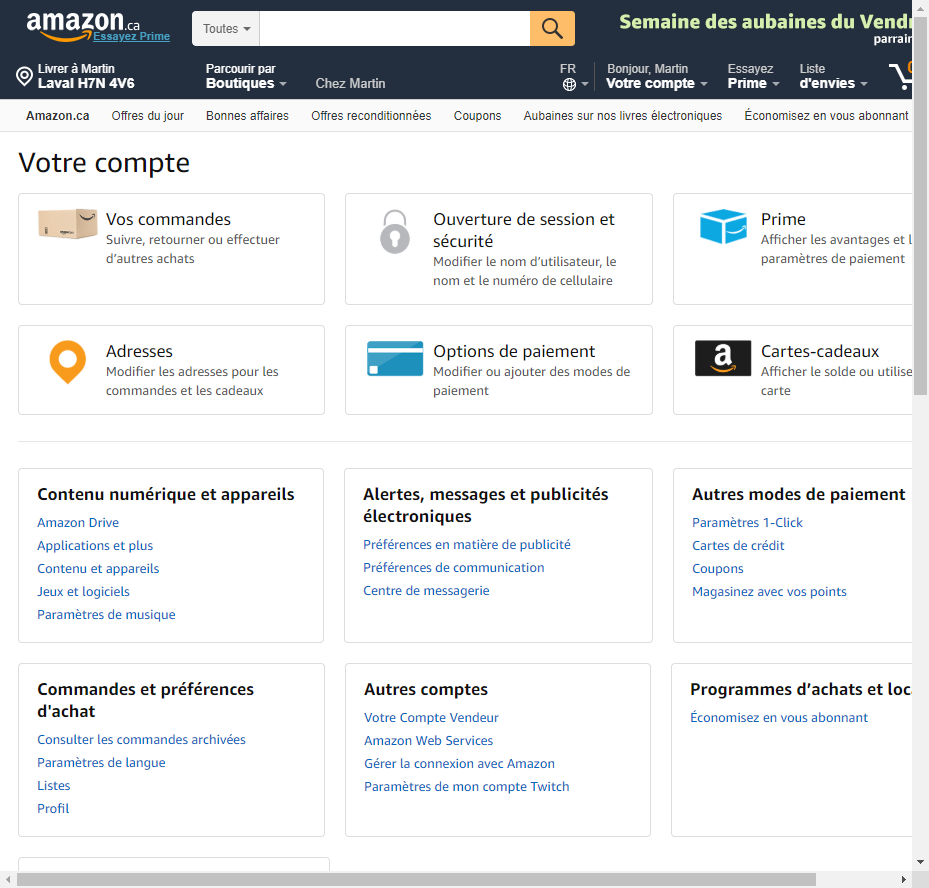 amazon.ca
Essayez Prime
Toutes
Semaine des aubaines du
parrain
Livrer à Martin
Laval H7N 4V6
Parcourir par
Boutiques
Chez Martin
FR
Bonjour, Martin
Votre compte
Essayez
Prime
Liste
d'envies
Amazon.ca
Offres du jour
Bonnes affaires
Offres reconditionnées
Coupons
Aubaines sur nos livres électroniques
Économisez en vous abonnant
Votre compte
Vos commandes
Suivre, retourner ou effectuer
d’autres achats
Ouverture de session et
sécurité
Modifier le nom d’utilisateur, le
nom et le numéro de cellulaire
Prime
Afficher les avantages et
paramètres de paiement
Adresses
Modifier les adresses pour les
commandes et les cadeaux
Options de paiement
Modifier ou ajouter des modes de
paiement
a
Cartes-cadeaux
Afficher le solde ou utilise
carte
Contenu numérique et appareils
Amazon Drive
Applications et plus
Contenu et appareils
Jeux et logiciels
Paramètres de musique
Alertes, messages et publicités
électroniques
Préférences en matière de publicité
Préférences de communication
Centre de messagerie
Autres modes de paiement
Paramètres 1-Click
Cartes de crédit
Coupons
Magasinez avec vos points
Commandes et préférences
d'achat
Consulter les commandes archivées
Paramètres de langue
Listes
Profil
Autres comptes
Votre Compte Vendeur
Amazon Web Services
Gérer la connexion avec Amazon
Paramètres de mon compte Twitch
Programmes d’achats et
Économisez en vous abonnant